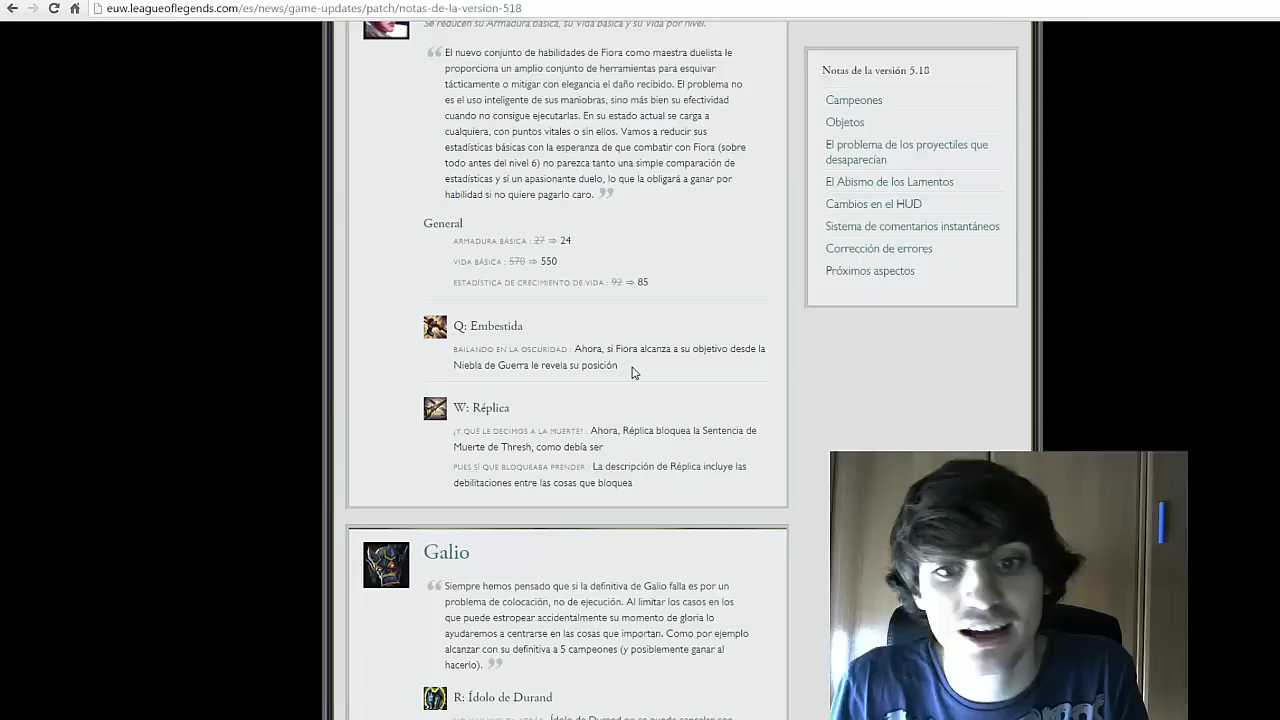 euw.leagueoflegends.com/es/news/game-updates/patch/notas-de-la-version-518
Se reducen su Armadura básica, su Vida básica y su Vida por nivel.
El nuevo conjunto de habilidades de Fiora como maestra duelista le
proporciona un amplio conjunto de herramientas para esquivar
tácticamente o mitigar con elegancia el daño recibido. El problema no
es el uso inteligente de sus maniobras, sino más bien su efectividad
cuando no consigue ejecutarlas. En su estado actual se carga a
cualquiera, con puntos vitales o sin ellos. Vamos a reducir sus
estadísticas básicas con la esperanza de que combatir con Fiora (sobre
todo antes del nivel 6) no parezca tanto una simple comparación de
estadísticas y sí un apasionante duelo, lo que la obligará a ganar por
habilidad si no quiere pagarlo caro.
General
ARMADURA BÁSICA : 27 ⇒ 24
VIDA BÁSICA : 570 ⇒ 550
ESTADÍSTICA DE CRECIMIENTO DE VIDA : 92 ⇒ 85
Q: Embestida
BAILANDO EN LA OSCURIDAD : Ahora, si Fiora alcanza a su objetivo desde la
Niebla de Guerra le revela su posición
W: Réplica
¿Y QUÉ LE DECIMOS A LA MUERTE? : Ahora, Réplica bloquea la Sentencia de
Muerte de Thresh, como debía ser
PUES SÍ QUE BLOQUEABA PRENDER : La descripción de Réplica incluye las
debilitaciones entre las cosas que bloquea
Galio
Siempre hemos pensado que si la definitiva de Galio falla es por un
problema de colocación, no de ejecución. Al limitar los casos en los
que puede estropear accidentalmente su momento de gloria lo
ayudaremos a centrarse en las cosas que importan. Como por ejemplo
alcanzar con su definitiva a 5 campeones (y posiblemente ganar al
hacerlo).
R: Ídolo de Durand
Notas de la versión 5.18
Campeones
Objetos
El problema de los proyectiles que
desaparecían
El Abismo de los Lamentos
Cambios en el HUD
Sistema de comentarios instantáneos
Corrección de errores
Próximos aspectos